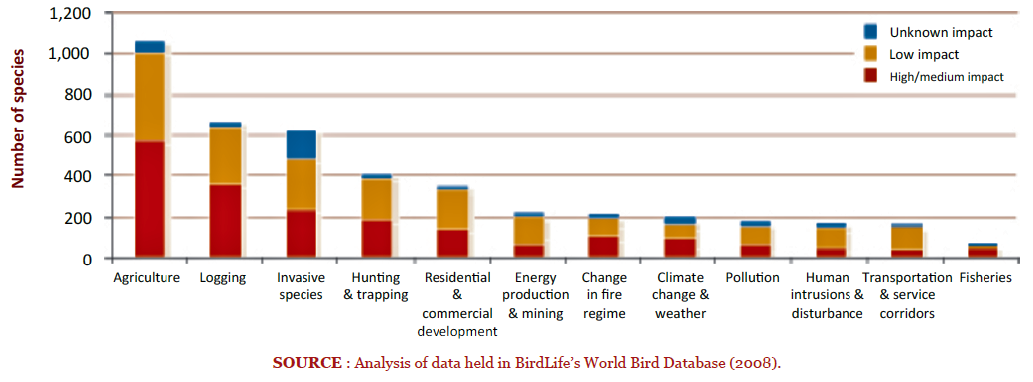 1,200
1,000
800
600
400
200
0
Number of species
Unknown impact
Low impact
High/medium impact
Agriculture
Logging
Invasive
species
Hunting
& trapping
Residential
&
commercial
development
Energy
production
& mining
Change
in fire
regime
Climate
change &
weather
Pollution
Human
intrusions &
disturbance
Transportation
& service
corridors
Fisheries
SOURCE : Analysis of data held in BirdLife's World Bird Database (2008).